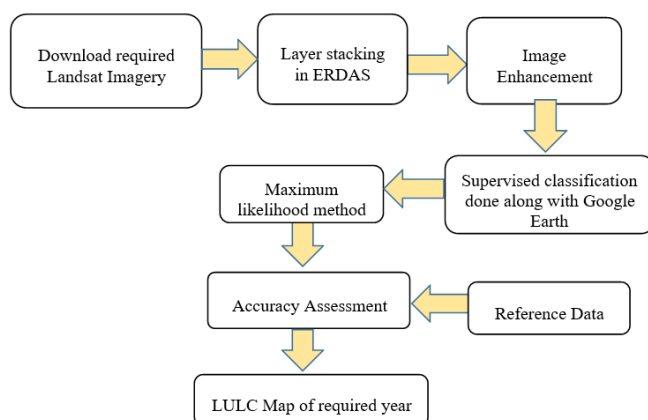 Download required
Landsat Imagery
Layer stacking
in ERDAS
Image
Enhancement
Supervised classification
done along with Google
Earth
Maximum
likelihood method
Accuracy Assessment
Reference Data
LULC Map of required year